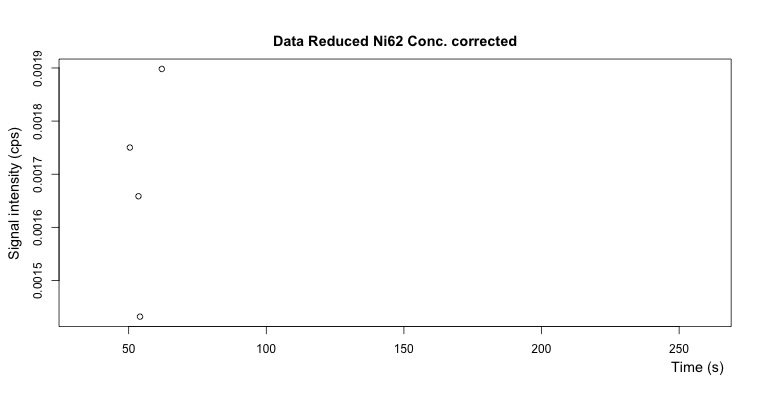 Data Reduced Ni62 Conc. corrected
Signal intensity (cps)
0.0019
0.0018
0.0017
0.0016
0.0015
50 100 150 200 250
Time (s)